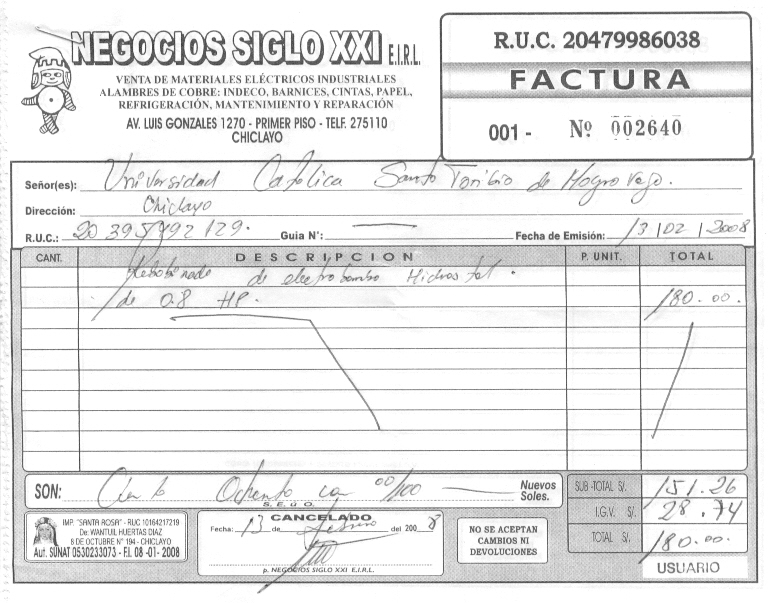 NEGOCIOS SIGLO XXI E.I.R.L.
VENTA DE MATERIALES ELÉCTRICOS INDUSTRIALES
ALAMBRES DE COBRE: INDECO, BARNICES, CINTAS, PAPEL,
REFRIGERACIÓN, MANTENIMIENTO Y REPARACIÓN
AV. LUIS GONZALES 1270 - PRIMER PISO - TELF. 275110
CHICLAYO
R.U.C. 20479986038
FACTURA
001 - Nº 002640
Señor(es): Universidad Católica Santo Toribio de Mogrovejo.
Dirección: Chiclayo
R.U.C.: 20395492129. Guia N°: Fecha de Emisión: 13 | 02 | 2008
CANT. DESCRIPCION P. UNIT. TOTAL
Rebobinado de electrobomba Hidrostal.
de 0.8 HP. 180.00.
SON: Ciento Ochenta con 00/100 Nuevos Soles.
S.E.ú O.
SUB-TOTAL S/. 151.26
I.G.V. S/. 28.74
TOTAL S/. 180.00.
USUARIO
IMP. "SANTA ROSA" - RUC 10164217219
De: WANTUIL HUERTAS DIAZ
8 DE OCTUBRE N° 194 - CHICLAYO
Aut. SUNAT 0530233073 - F.I. 08 -01- 2008
CANCELADO
Fecha: 13 de Febrero del 2008
p. NEGOCIOS SIGLO XXI E.I.R.L.
NO SE ACEPTAN
CAMBIOS NI
DEVOLUCIONES